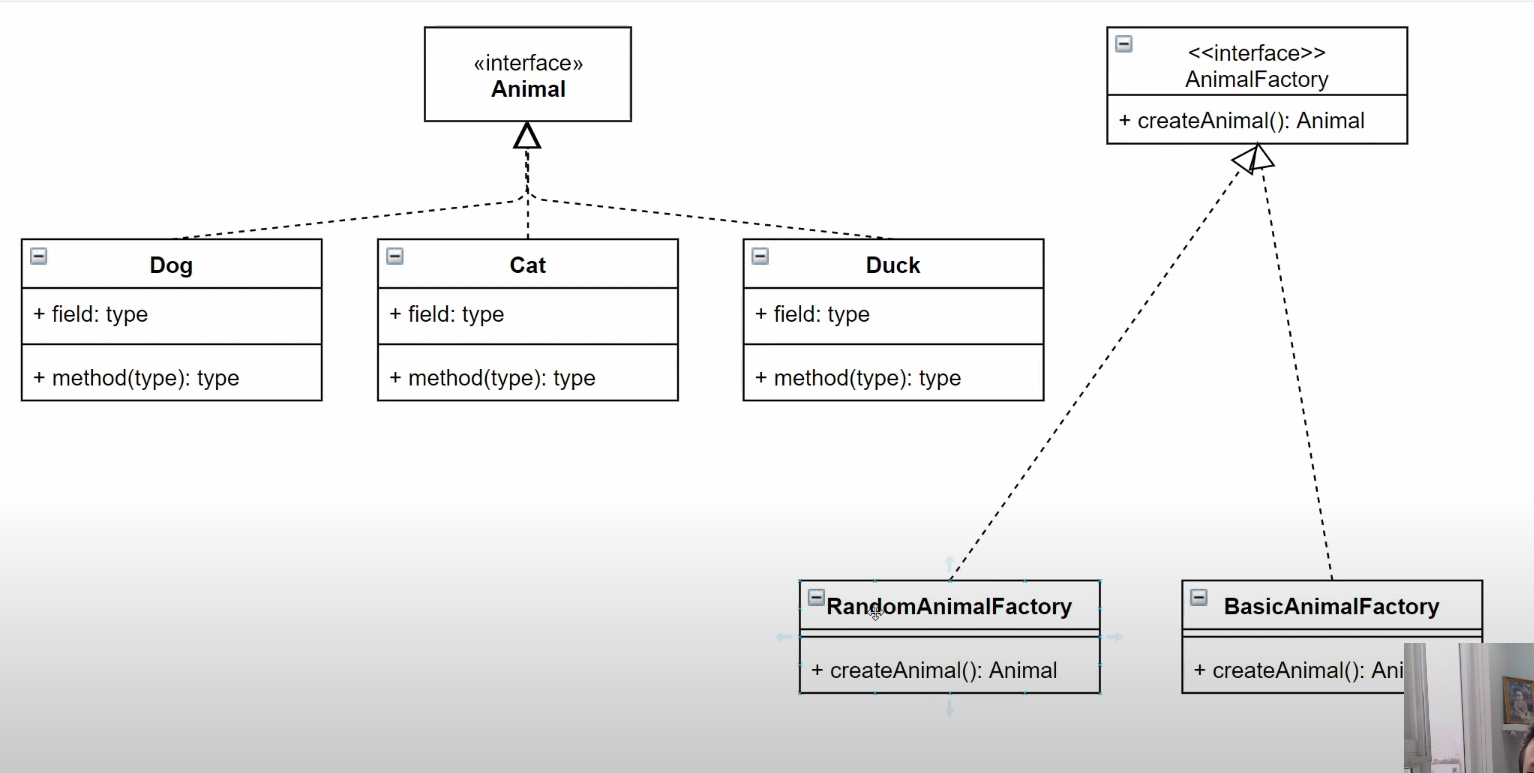 «interface»
Animal
<<interface>>
AnimalFactory
+ createAnimal(): Animal
Dog
+ field: type
+ method(type): type
Cat
+ field: type
+ method(type): type
Duck
+ field: type
+ method(type): type
RandomAnimalFactory
+ createAnimal(): Animal
BasicAnimalFactory
+ createAnimal(): Ani